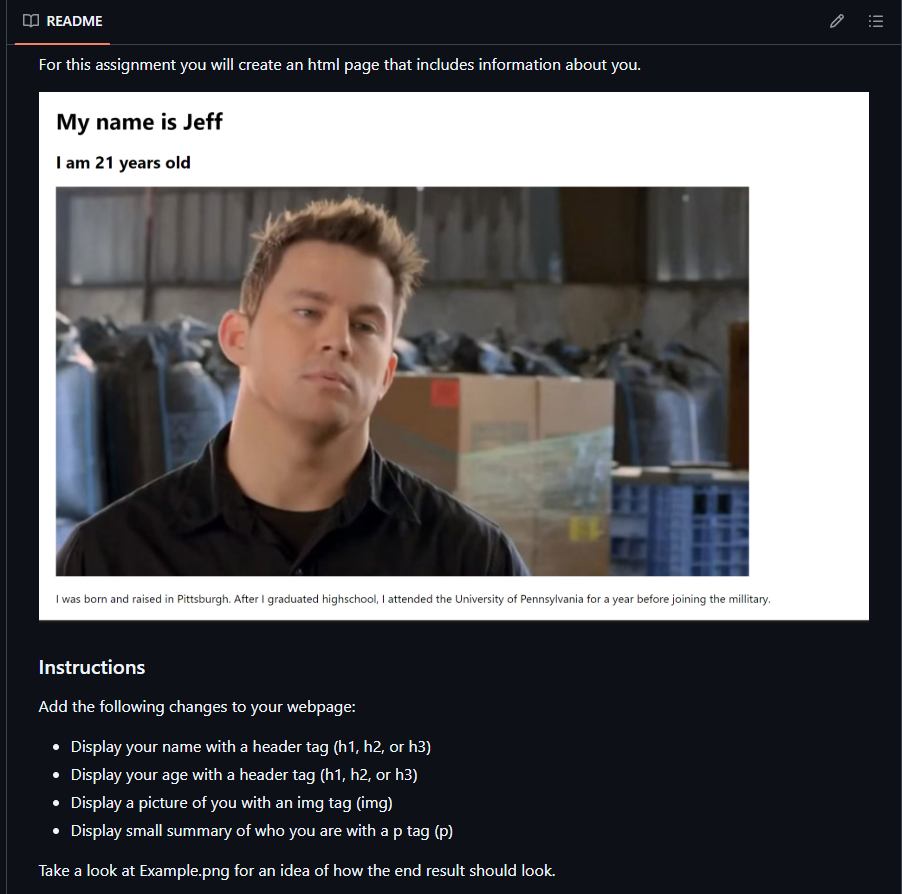 README
For this assignment you will create an html page that includes information about you.
My name is Jeff
I am 21 years old
I was born and raised in Pittsburgh. After I graduated highschool, I attended the University of Pennsylvania for a year before joining the millitary.
Instructions
Add the following changes to your webpage:
• Display your name with a header tag (h1, h2, or h3)
• Display your age with a header tag (h1, h2, or h3)
• Display a picture of you with an img tag (img)
• Display small summary of who you are with a p tag (p)
Take a look at Example.png for an idea of how the end result should look.